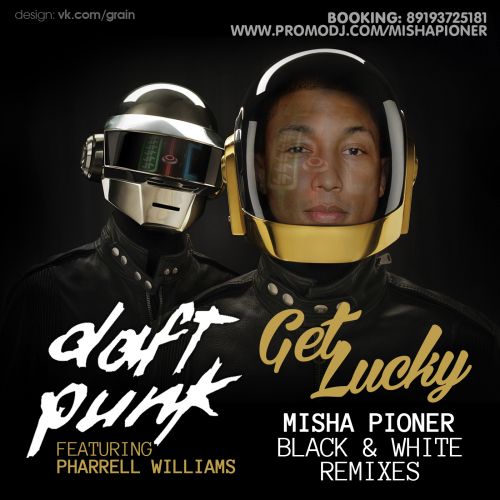 design: vk.com/grain
BOOKING: 89193725181
WWW.PROMODJ.COM/MISHAPIONER
daft
punk
FEATURING
PHARRELL WILLIAMS
Get
Lucky
MISHA PIONER
BLACK & WHITE
REMIXES